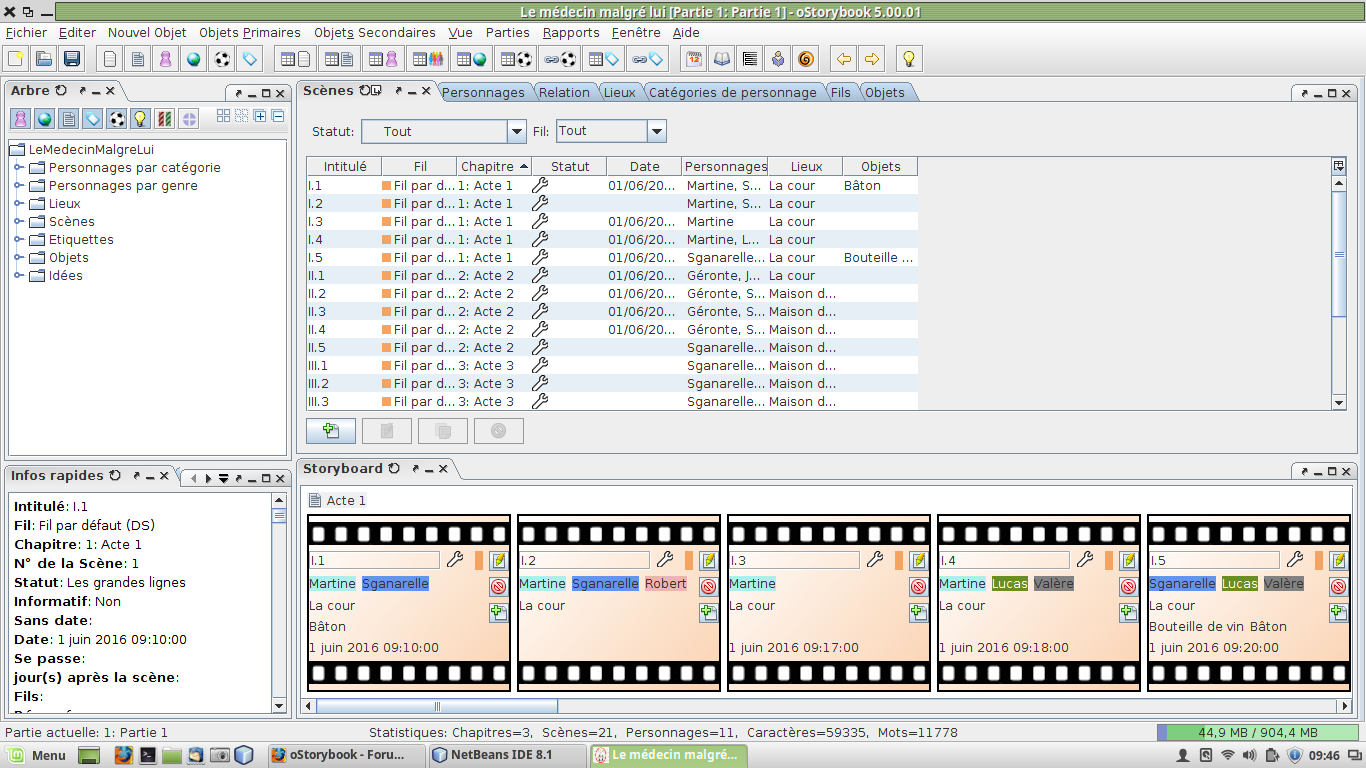 Le médecin malgré lui [Partie 1: Partie 1] - oStorybook 5.00.01
Fichier Editer Nouvel Objet Objets Primaires Objets Secondaires Vue Parties Rapports Fenêtre Aide
Arbre
LeMedecinMalgreLui
Personnages par catégorie
Personnages par genre
Lieux
Scènes
Etiquettes
Objets
Idées
Scènes Personnages Relation Lieux Catégories de personnage Fils Objets
Statut: Tout Fil: Tout
Intitulé Fil Chapitre Statut Date Personnages Lieux Objets
I.1 Fil par d... 1: Acte 1 01/06/20... Martine, S... La cour Bâton
I.2 Fil par d... 1: Acte 1 Martine, S... La cour
I.3 Fil par d... 1: Acte 1 01/06/20... Martine La cour
I.4 Fil par d... 1: Acte 1 01/06/20... Martine, L... La cour
I.5 Fil par d... 1: Acte 1 01/06/20... Sganarelle... La cour Bouteille ...
II.1 Fil par d... 2: Acte 2 01/06/20... Géronte, J... La cour
II.2 Fil par d... 2: Acte 2 01/06/20... Géronte, S... Maison d...
II.3 Fil par d... 2: Acte 2 01/06/20... Géronte, S... Maison d...
II.4 Fil par d... 2: Acte 2 01/06/20... Géronte, S... Maison d...
II.5 Fil par d... 2: Acte 2 Sganarelle... Maison d...
III.1 Fil par d... 3: Acte 3 Sganarelle... Maison d...
III.2 Fil par d... 3: Acte 3 Sganarelle... Maison d...
III.3 Fil par d... 3: Acte 3 Sganarelle... Maison d...
Infos rapides
Intitulé: I.1
Fil: Fil par défaut (DS)
Chapitre: 1: Acte 1
N° de la Scène: 1
Statut: Les grandes lignes
Informatif: Non
Sans date:
Date: 1 juin 2016 09:10:00
Se passe:
jour(s) après la scène:
Fils:
Storyboard
Acte 1
I.1
Martine Sganarelle
La cour
Bâton
1 juin 2016 09:10:00
I.2
Martine Sganarelle Robert
La cour
I.3
Martine
La cour
1 juin 2016 09:17:00
I.4
Martine Lucas Valère
La cour
1 juin 2016 09:18:00
I.5
Sganarelle Lucas Valère
La cour
Bouteille de vin Bâton
1 juin 2016 09:20:00
Partie actuelle: 1: Partie 1 Statistiques: Chapitres=3, Scènes=21, Personnages=11, Caractères=59335, Mots=11778 44,9 MB / 904,4 MB
Menu oStorybook - Foru... NetBeans IDE 8.1 Le médecin malgré... 09:46